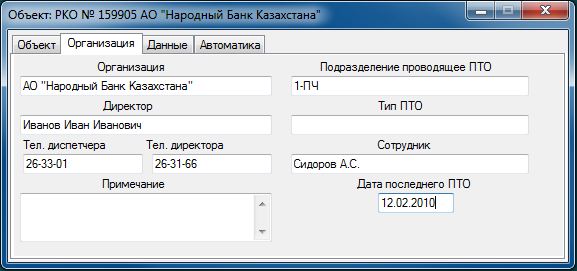 Объект: РКО № 159905 АО "Народный Банк Казахстана"
Объект Организация Данные Автоматика
Организация
АО "Народный Банк Казахстана"
Директор
Иванов Иван Иванович
Тел. диспетчера Тел. директора
26-33-01 26-31-66
Примечание
Подразделение проводящее ПТО
1-ПЧ
Тип ПТО
Сотрудник
Сидоров А.С.
Дата последнего ПТО
12.02.2010